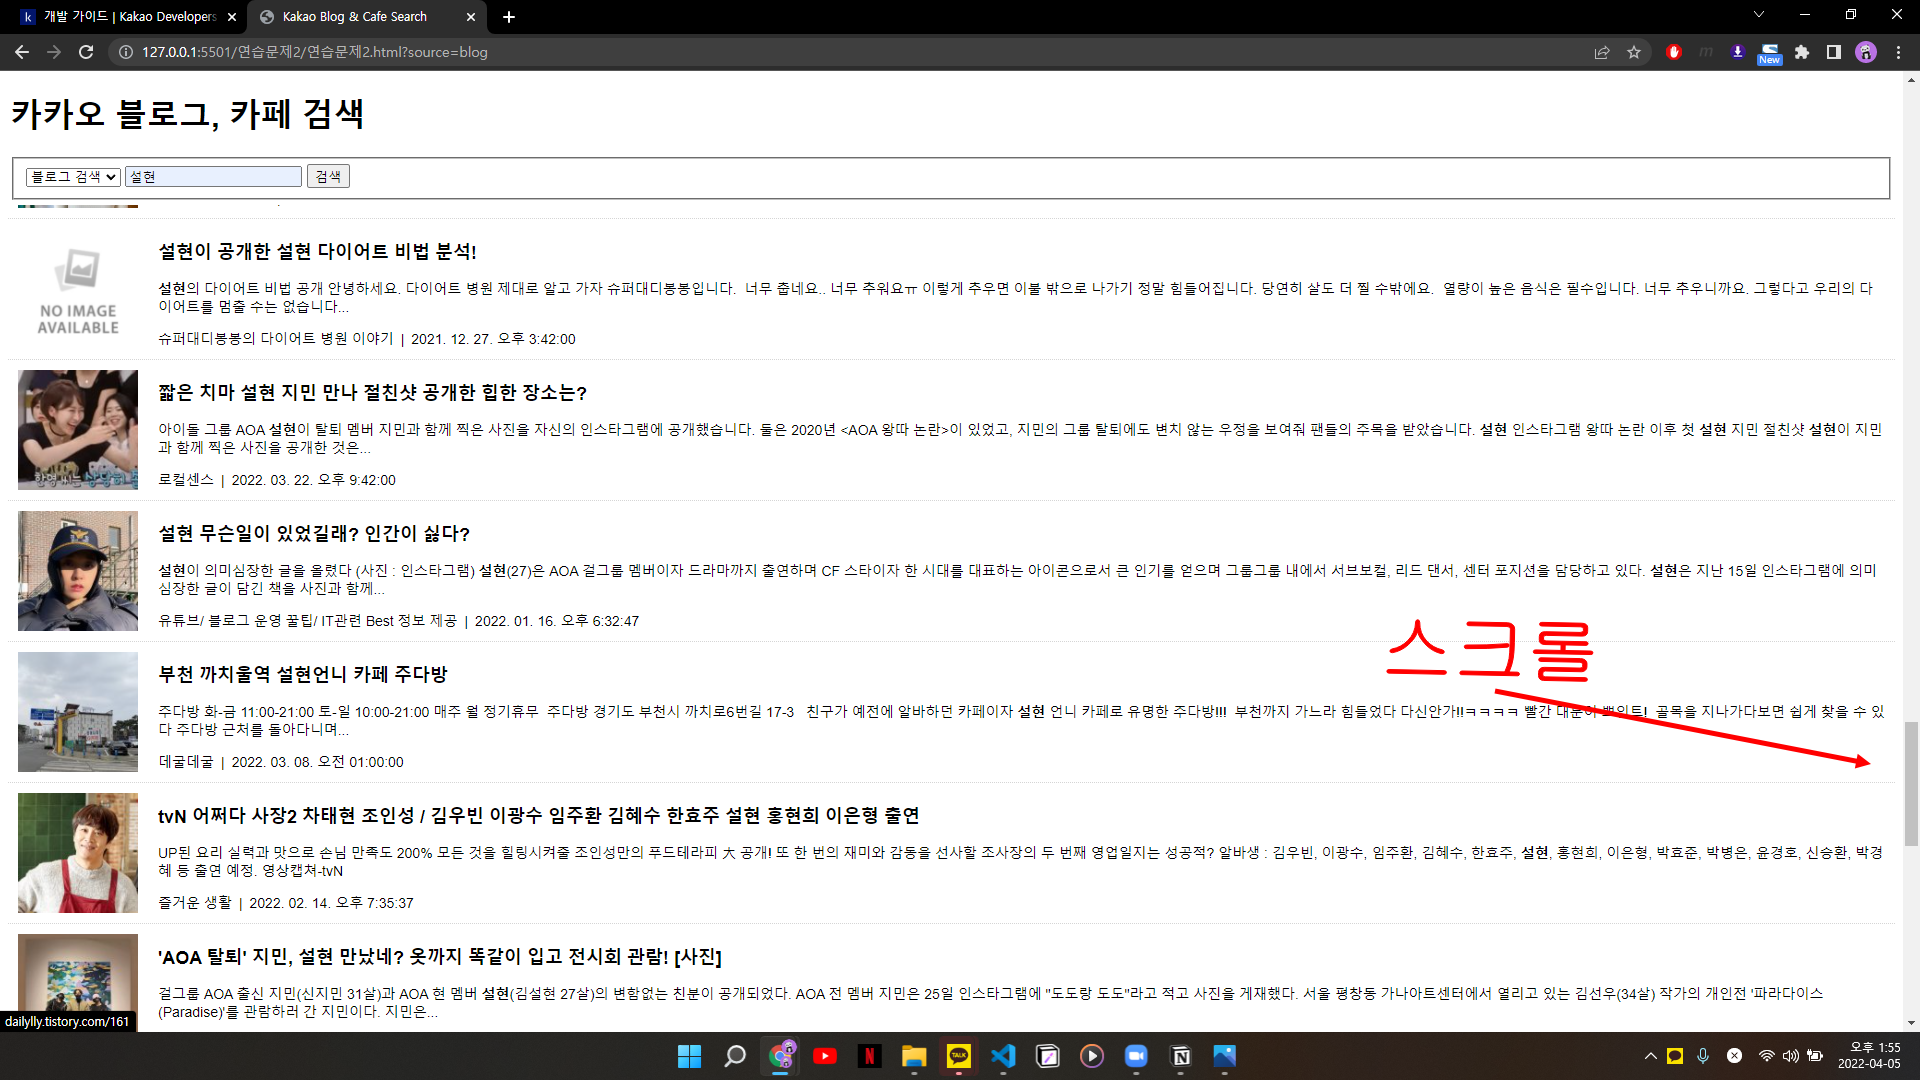 개발 가이드 | Kakao Developers
Kakao Blog & Cafe Search
127.0.0.1:5501/연습문제2/연습문제2.html?source=blog
New
카카오 블로그, 카페 검색
블로그 검색 설현 검색
NO IMAGE
AVAILABLE
설현이 공개한 설현 다이어트 비법 분석!
설현의 다이어트 비법 공개 안녕하세요. 다이어트 병원 제대로 알고 가자 슈퍼대디봉봉입니다. 너무 춥네요.. 너무 추워요ㅠ 이렇게 추우면 이불 밖으로 나가기 정말 힘들어집니다. 당연히 살도 더 찔 수밖에요. 열량이 높은 음식은 필수입니다. 너무 추우니까요. 그렇다고 우리의 다
이어트를 멈출 수는 없습니다...
슈퍼대디봉봉의 다이어트 병원 이야기 | 2021. 12. 27. 오후 3:42:00
짧은 치마 설현 지민 만나 절친샷 공개한 힙한 장소는?
아이돌 그룹 AOA 설현이 탈퇴 멤버 지민과 함께 찍은 사진을 자신의 인스타그램에 공개했습니다. 둘은 2020년 <AOA 왕따 논란>이 있었고, 지민의 그룹 탈퇴에도 변치 않는 우정을 보여줘 팬들의 주목을 받았습니다. 설현 인스타그램 왕따 논란 이후 첫 설현 지민 절친샷 설현이 지민
과 함께 찍은 사진을 공개한 것은...
로컬센스 | 2022. 03. 22. 오후 9:42:00
설현 무슨일이 있었길래? 인간이 싫다?
설현이 의미심장한 글을 올렸다 (사진 : 인스타그램) 설현(27)은 AOA 걸그룹 멤버이자 드라마까지 출연하며 CF 스타이자 한 시대를 대표하는 아이콘으로서 큰 인기를 얻으며 그룹그룹 내에서 서브보컬, 리드 댄서, 센터 포지션을 담당하고 있다. 설현은 지난 15일 인스타그램에 의미
심장한 글이 담긴 책을 사진과 함께...
유튜브/ 블로그 운영 꿀팁/ IT관련 Best 정보 제공 | 2022. 01. 16. 오후 6:32:47
스크롤
부천 까치울역 설현언니 카페 주다방
주다방 화-금 11:00-21:00 토-일 10:00-21:00 매주 월 정기휴무 주다방 경기도 부천시 까치로6번길 17-3 친구가 예전에 알바하던 카페이자 설현 언니 카페로 유명한 주다방!!! 부천까지 가느라 힘들었다 다신안가!!ㅋㅋㅋㅋ 빨간 대문이 뽀인트! 골목을 지나가다보면 쉽게 찾을 수 있
다 주다방 근처를 돌아다니며...
데굴데굴 | 2022. 03. 08. 오전 01:00:00
tvN 어쩌다 사장2 차태현 조인성 / 김우빈 이광수 임주환 김혜수 한효주 설현 홍현희 이은형 출연
UP된 요리 실력과 맛으로 손님 만족도 200% 모든 것을 힐링시켜줄 조인성만의 푸드테라피 大 공개! 또 한 번의 재미와 감동을 선사할 조사장의 두 번째 영업일지는 성공적? 알바생 : 김우빈, 이광수, 임주환, 김혜수, 한효주, 설현, 홍현희, 이은형, 박효준, 박병은, 윤경호, 신승환, 박경
혜 등 출연 예정. 영상캡쳐-tvN
즐거운 생활 | 2022. 02. 14. 오후 7:35:37
'AOA 탈퇴' 지민, 설현 만났네? 옷까지 똑같이 입고 전시회 관람! [사진]
걸그룹 AOA 출신 지민(신지민 31살)과 AOA 현 멤버 설현(김설현 27살)의 변함없는 친분이 공개되었다. AOA 전 멤버 지민은 25일 인스타그램에 "도도랑 도도"라고 적고 사진을 게재했다. 서울 평창동 가나아트센터에서 열리고 있는 김선우(34살) 작가의 개인전 '파라다이스
(Paradise)'를 관람하러 간 지민이다. 지민은...
dailylly.tistory.com/161
TALK
오후 1:55
2022-04-05